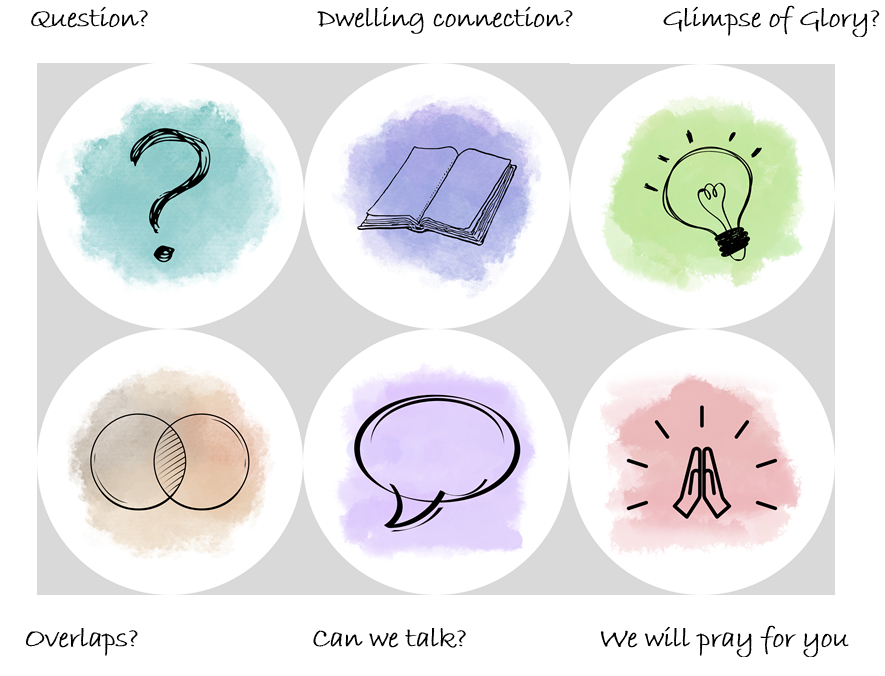 Question?
Dwelling connection?
Glimpse of Glory?
Overlaps?
Can we talk?
We will pray for you